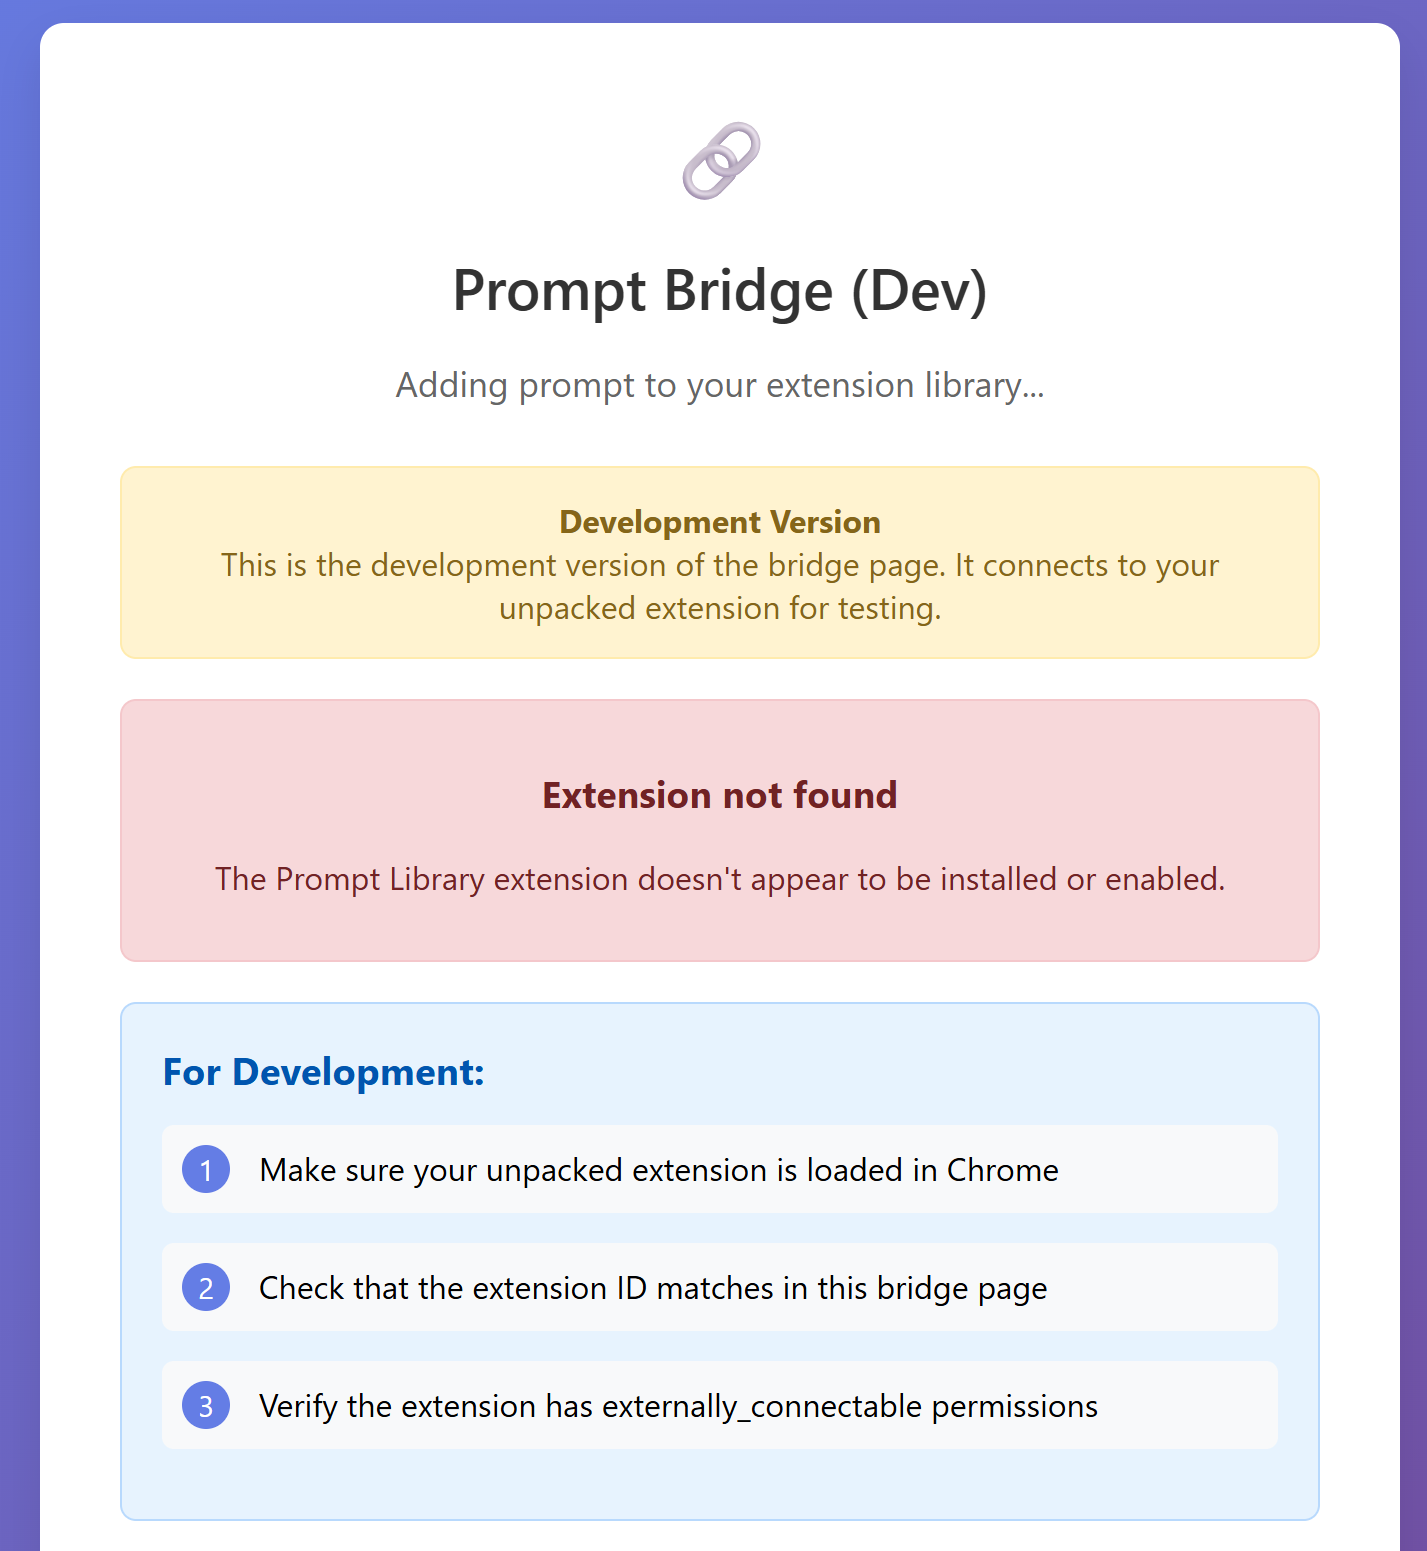 Prompt Bridge (Dev)
Adding prompt to your extension library...
Development Version
This is the development version of the bridge page. It connects to your
unpacked extension for testing.
Extension not found
The Prompt Library extension doesn't appear to be installed or enabled.
For Development:
1 Make sure your unpacked extension is loaded in Chrome
2 Check that the extension ID matches in this bridge page
3 Verify the extension has externally_connectable permissions